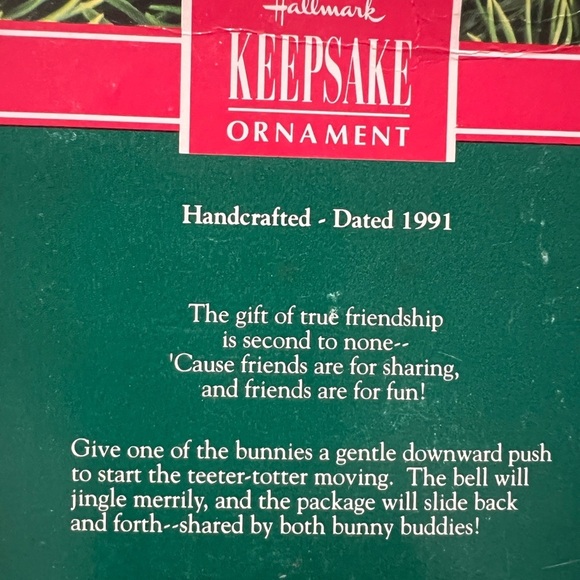 Hallmark
KEEPSAKE
ORNAMENT
Handcrafted - Dated 1991
The gift of true friendship
is second to none--
'Cause friends are for sharing,
and friends are for fun!
Give one of the bunnies a gentle downward push
to start the teeter-totter moving. The bell will
jingle merrily, and the package will slide back
and forth--shared by both bunny buddies!